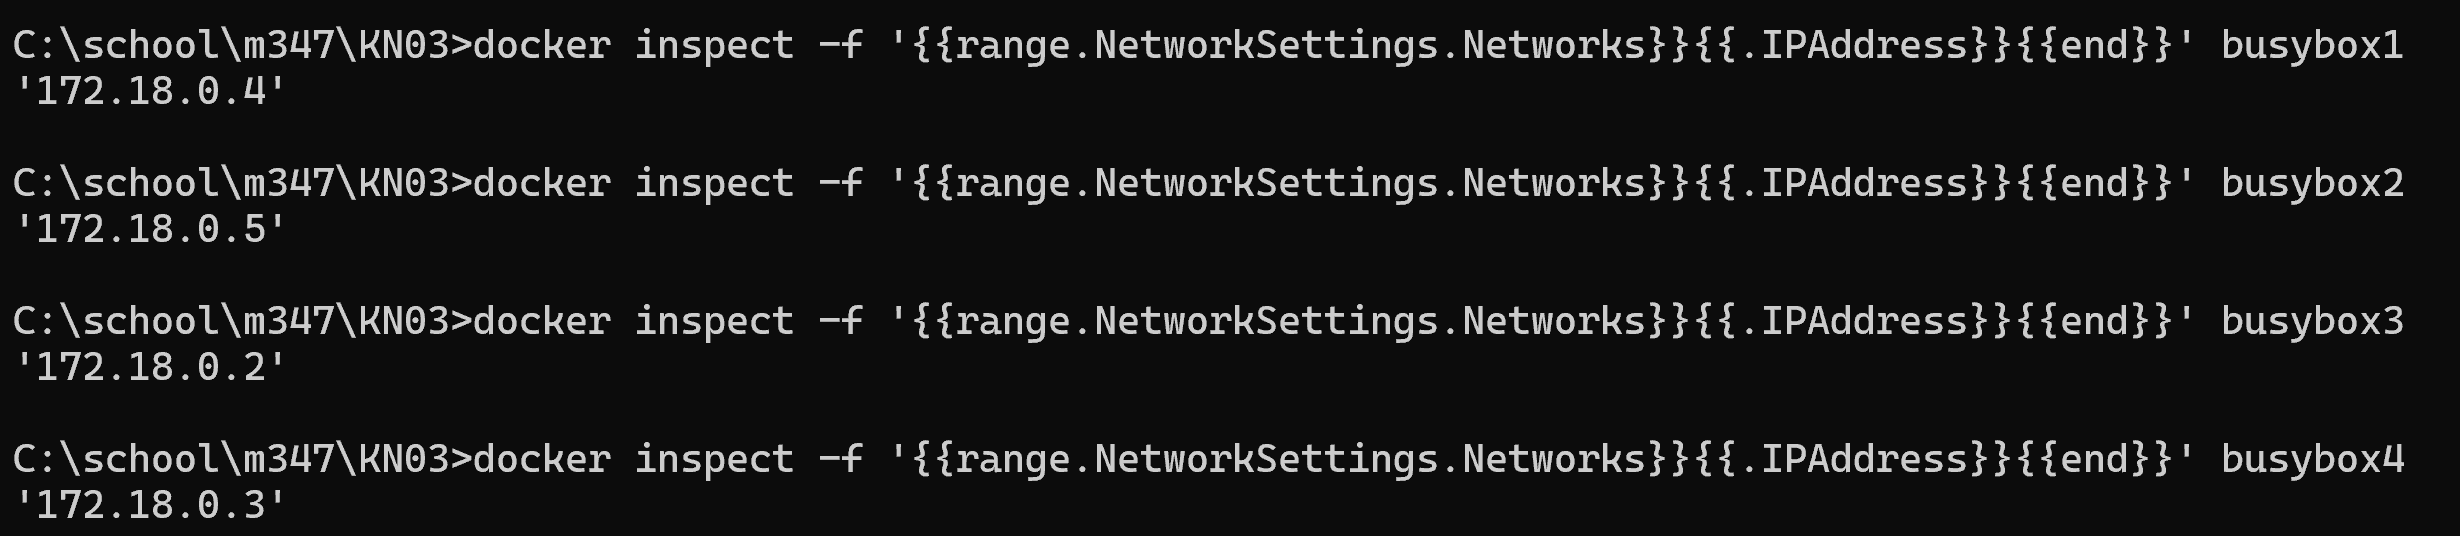 C:\school\m347\KN03>docker inspect -f '{{range.NetworkSettings.Networks}}{{.IPAddress}}{{end}}' busybox1
'172.18.0.4'
C:\school\m347\KN03>docker inspect -f '{{range.NetworkSettings.Networks}}{{.IPAddress}}{{end}}' busybox2
'172.18.0.5'
C:\school\m347\KN03>docker inspect -f '{{range.NetworkSettings.Networks}}{{.IPAddress}}{{end}}' busybox3
'172.18.0.2'
C:\school\m347\KN03>docker inspect -f '{{range.NetworkSettings.Networks}}{{.IPAddress}}{{end}}' busybox4
'172.18.0.3'